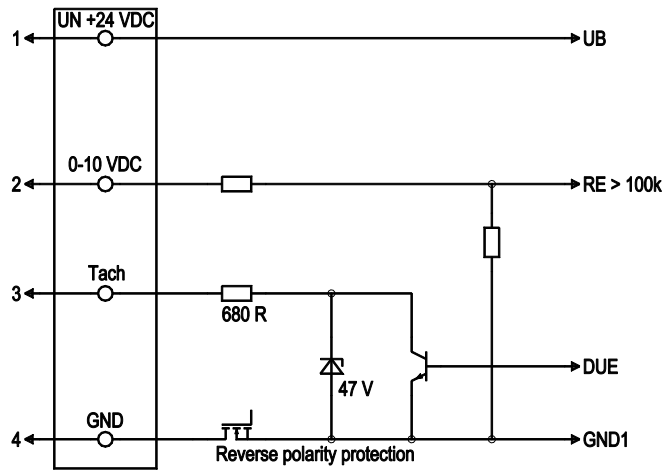 UN +24 VDC
1 UB
0-10 VDC
2 RE > 100k
Tach
3
680 R
47 V
DUE
GND
4 GND1
Reverse polarity protection